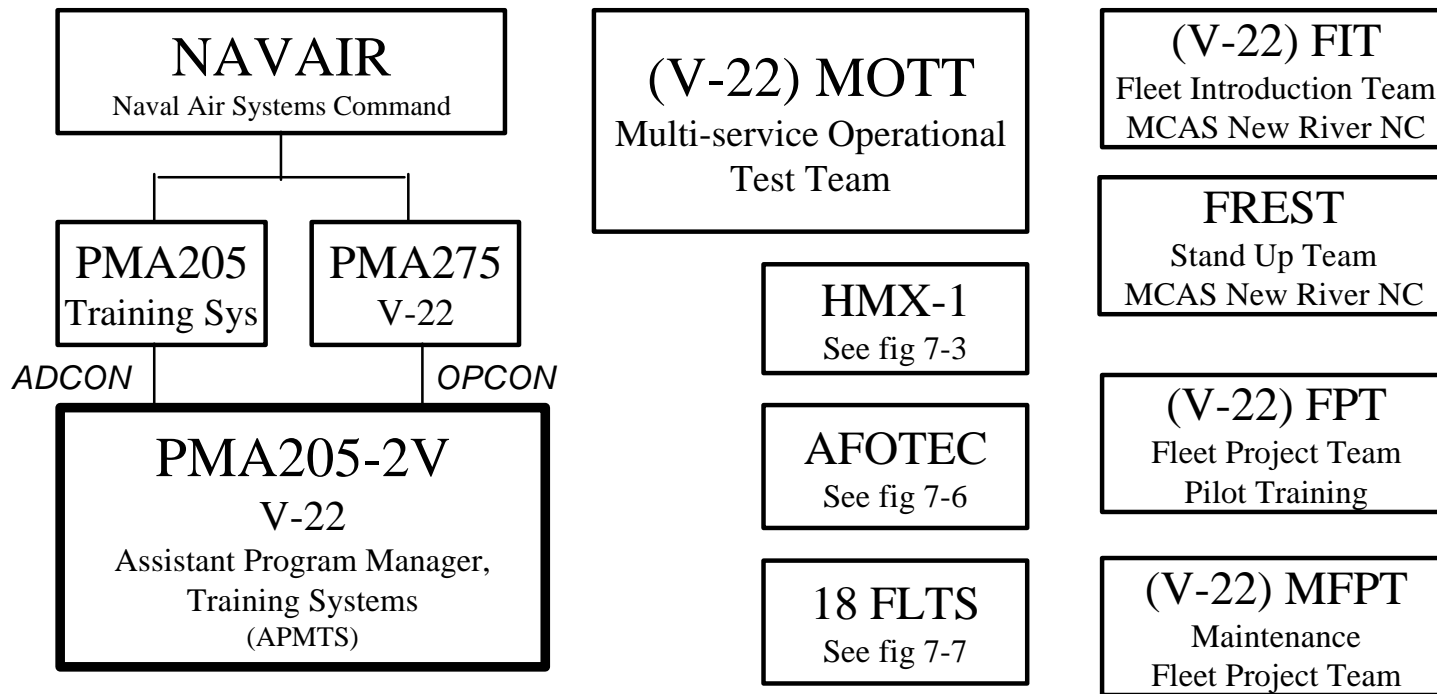 NAVAIR
Naval Air Systems Command
PMA205
Training Sys
PMA275
V-22
ADCON
OPCON
PMA205-2V
V-22
Assistant Program Manager,
Training Systems
(APMTS)
(V-22) MOTT
Multi-service Operational
Test Team
HMX-1
See fig 7-3
AFOTEC
See fig 7-6
18 FLTS
See fig 7-7
(V-22) FIT
Fleet Introduction Team
MCAS New River NC
FREST
Stand Up Team
MCAS New River NC
(V-22) FPT
Fleet Project Team
Pilot Training
(V-22) MFPT
Maintenance
Fleet Project Team